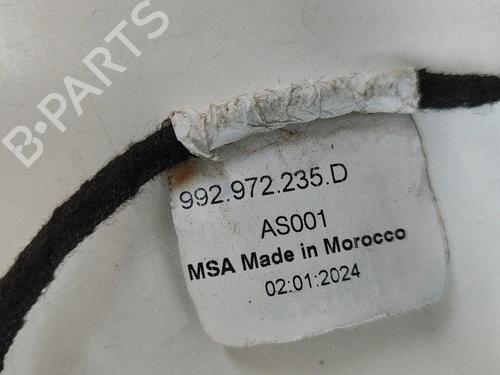 B-PARTS
992.972.235.D
AS001
MSA Made in Morocco
02:01:2024